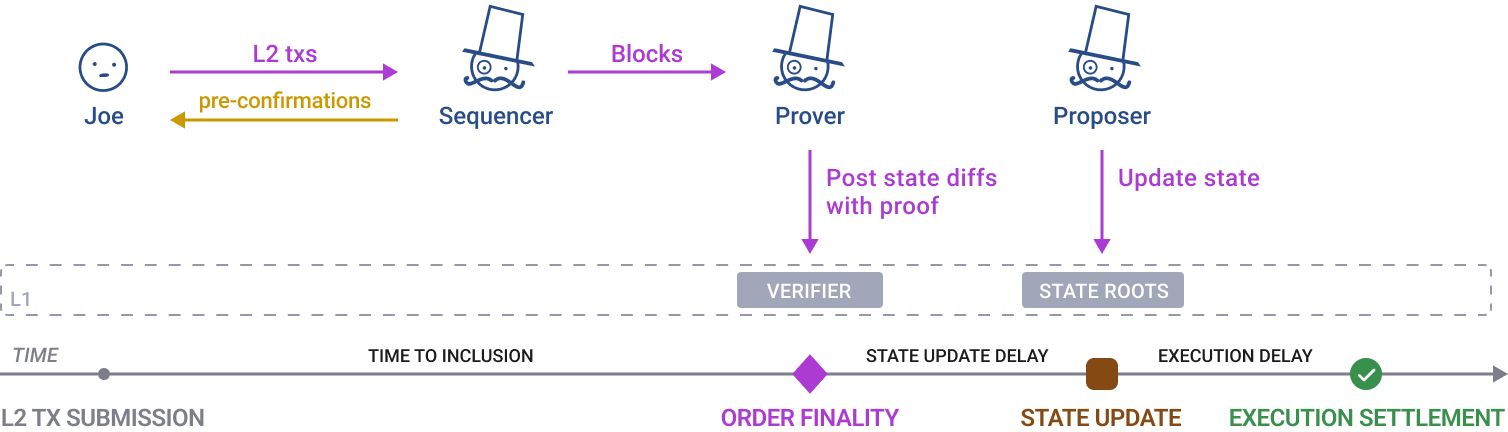 L2 txs
Blocks
pre-confirmations
Joe
Sequencer
Prover
Proposer
Post state diffs
with proof
Update state
L1
VERIFIER
STATE ROOTS
TIME
TIME TO INCLUSION
STATE UPDATE DELAY
EXECUTION DELAY
L2 TX SUBMISSION
ORDER FINALITY
STATE UPDATE
EXECUTION SETTLEMENT